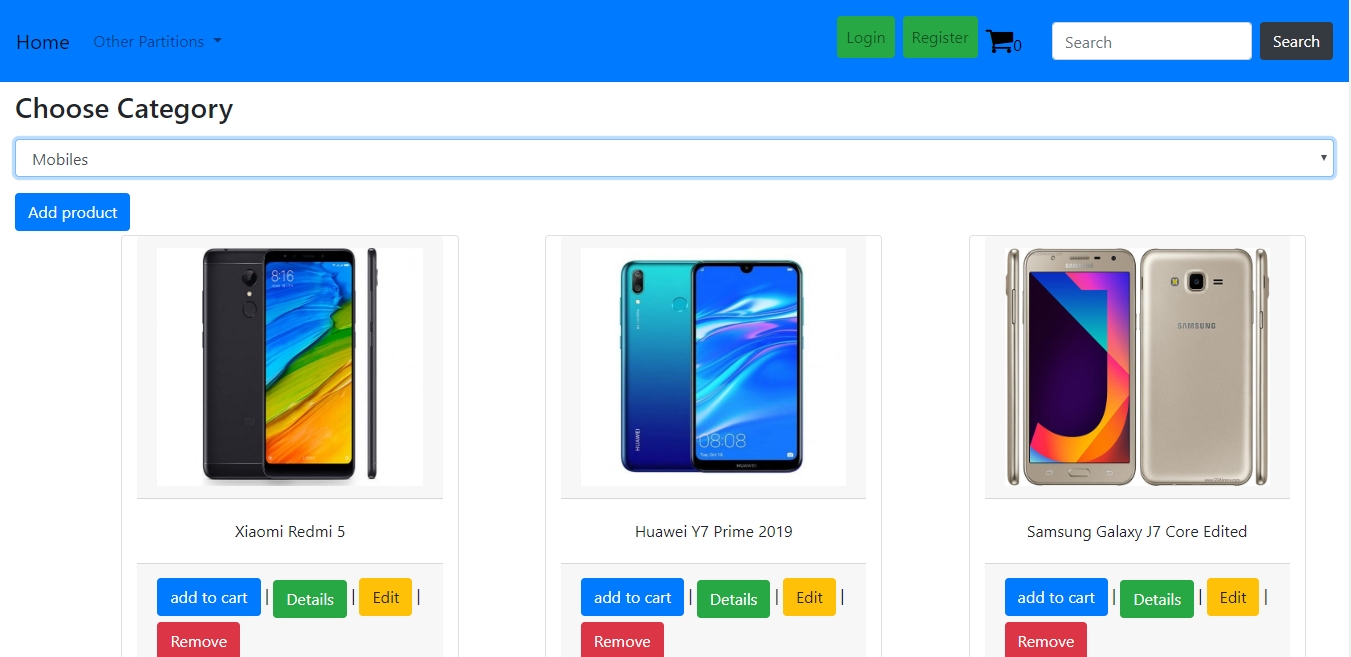 Home Other Partitions Login Register 0 Search Search
Choose Category
Mobiles
Add product
8:16
08:08
HUAWEI
HUAWEI
SAMSUNG
SAMSUNG
Xiaomi Redmi 5
Huawei Y7 Prime 2019
Samsung Galaxy J7 Core Edited
add to cart | Details | Edit |
Remove
add to cart | Details | Edit |
Remove
add to cart | Details | Edit |
Remove